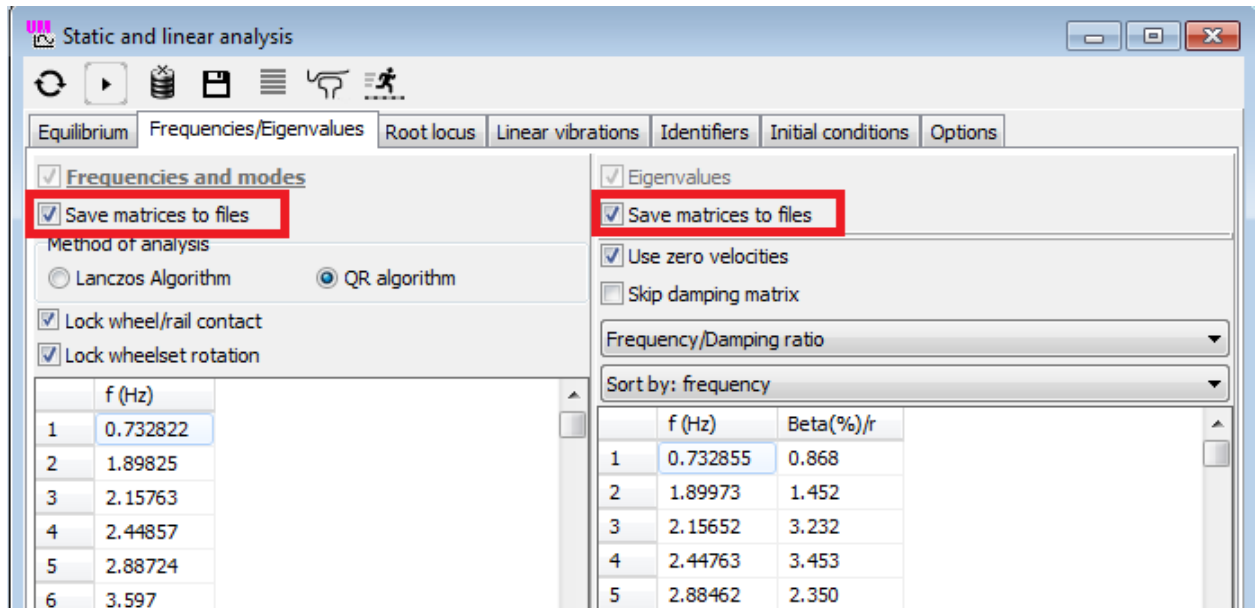 UM Static and linear analysis
Equilibrium Frequencies/Eigenvalues Root locus Linear vibrations Identifiers Initial conditions Options
Frequencies and modes
Save matrices to files
Method of analysis
Lanczos Algorithm QR algorithm
Lock wheel/rail contact
Lock wheelset rotation
f (Hz)
1 0.732822
2 1.89825
3 2.15763
4 2.44857
5 2.88724
6 3.597
Eigenvalues
Save matrices to files
Use zero velocities
Skip damping matrix
Frequency/Damping ratio
Sort by: frequency
f (Hz) Beta(%)/r
1 0.732855 0.868
2 1.89973 1.452
3 2.15652 3.232
4 2.44763 3.453
5 2.88462 2.350